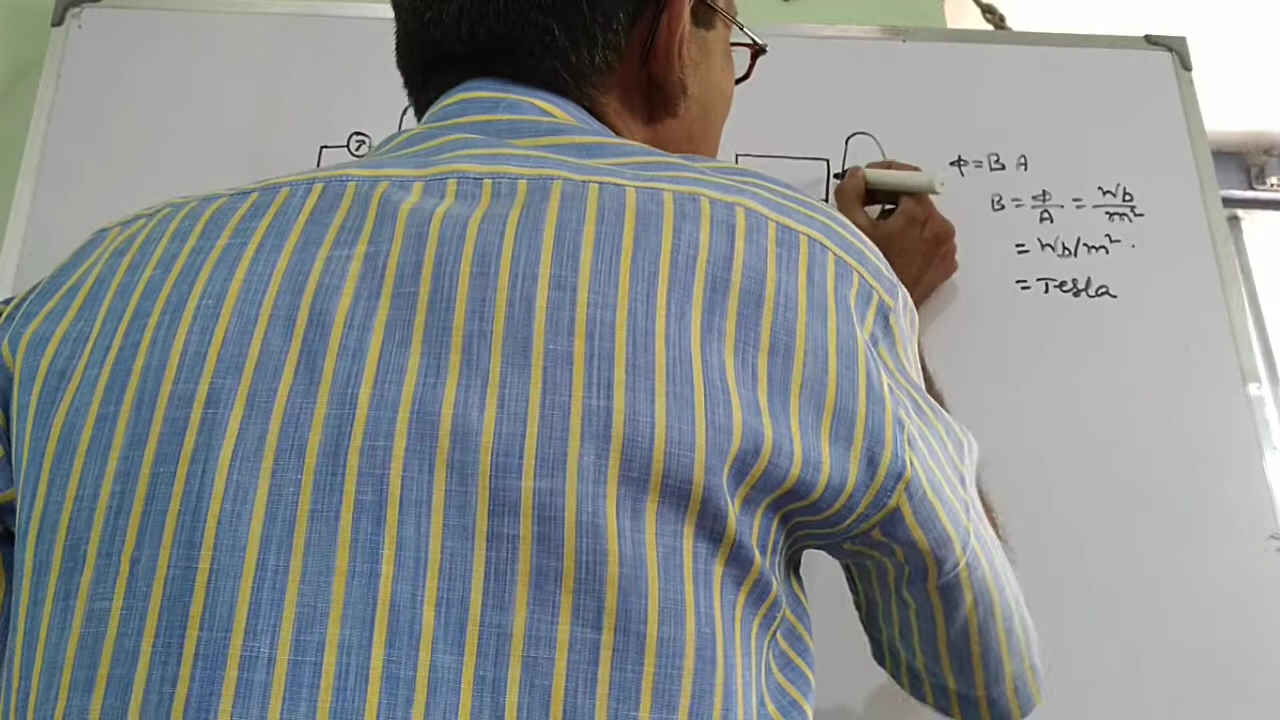 ϕ = B A
B = ϕ/A = Wb/m²
= Wb/m².
= Tesla